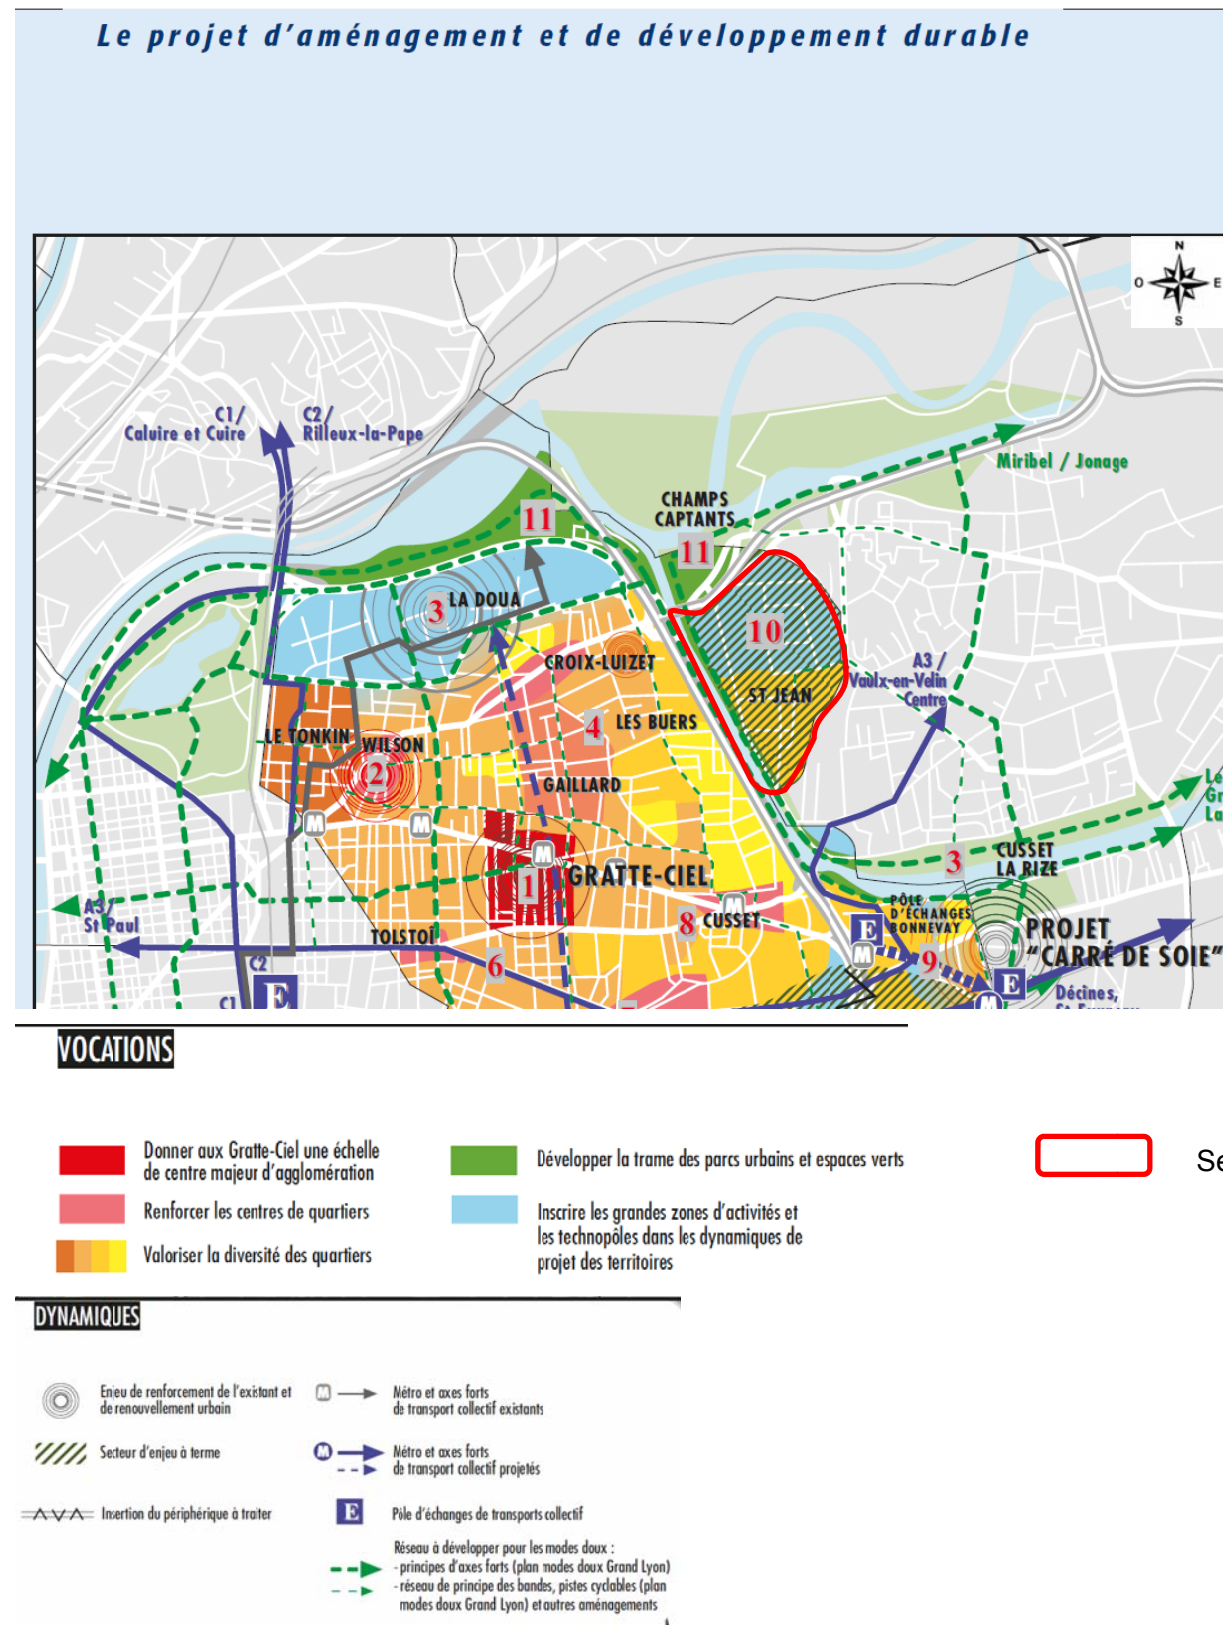 Le projet d'aménagement et de développement durable
N
O
E
S
C1/
Caluire et Cuire
C2/
Rilleux-la-Pape
Miribel / Jonage
CHAMPS
CAPTANTS
11
11
3
LA DOUA
10
CROIX-LUIZET
A3 /
Vaulx-en-Velin
Centre
ST JEAN
4
LES BUERS
LE TONKIN
WILSON
2
GAILLARD
M
M
M
1
GRATTE-CIEL
3
CUSSET
LA RIZE
A3/
St Paul
M
8
CUSSET
PÔLE
D'ÉCHANGES
BONNEVAY
E
TOLSTOÏ
6
M
9
PROJET
"CARRÉ DE SOIE"
C2
C1
E
E
M
Décines,
VOCATIONS
Donner aux Gratte-Ciel une échelle
de centre majeur d'agglomération
Renforcer les centres de quartiers
Valoriser la diversité des quartiers
Développer la trame des parcs urbains et espaces verts
Inscrire les grandes zones d'activités et
les technopôles dans les dynamiques de
projet des territoires
DYNAMIQUES
Enjeu de renforcement de l'existant et
de renouvellement urbain
Secteur d'enjeu à terme
Insertion du périphérique à traiter
M
Métro et axes forts
de transport collectif existants
M
Métro et axes forts
de transport collectif projetés
E
Pôle d'échanges de transports collectif
Réseau à développer pour les modes doux :
- principes d'axes forts (plan modes doux Grand Lyon)
- réseau de principe des bandes, pistes cyclables (plan
modes doux Grand Lyon) et autres aménagements